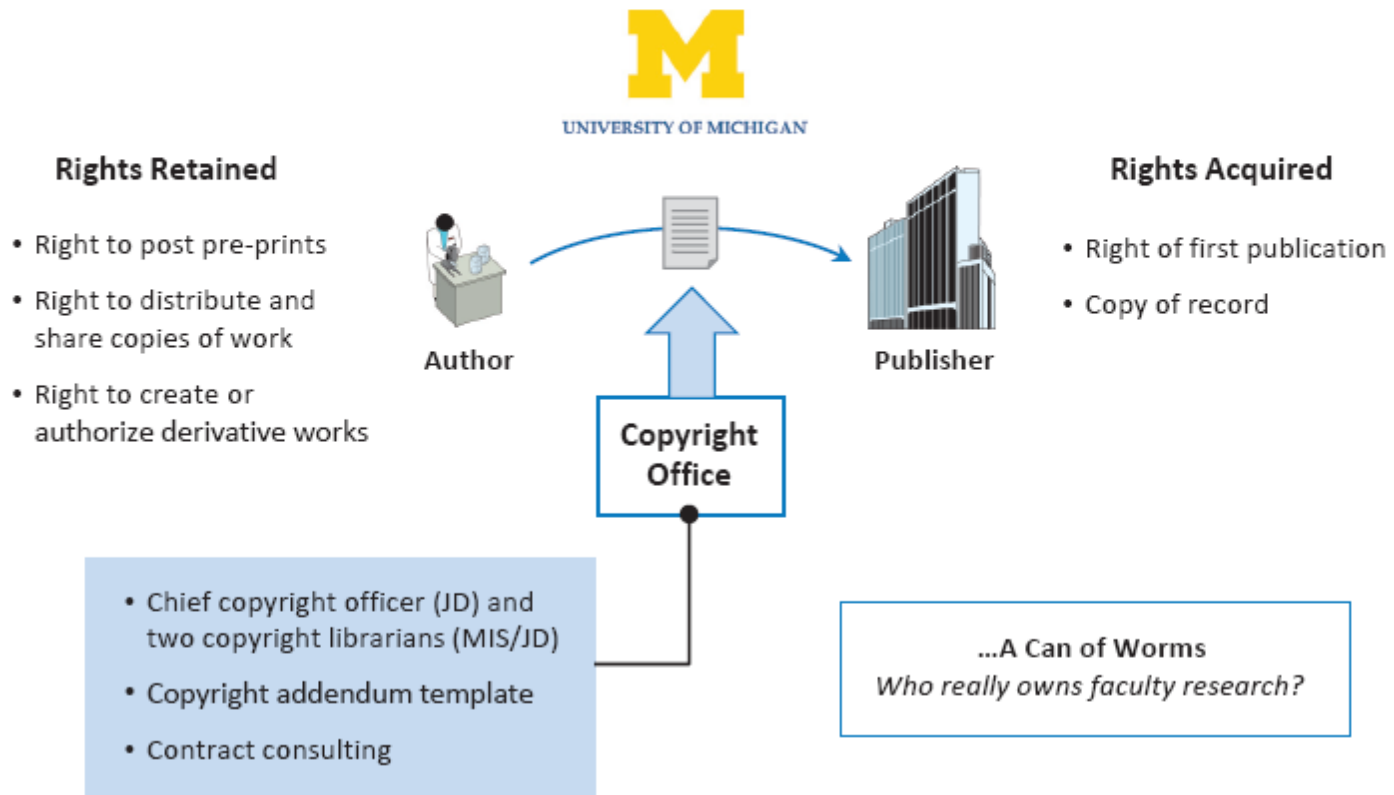 M
UNIVERSITY OF MICHIGAN
Rights Retained
• Right to post pre-prints
• Right to distribute and
share copies of work
• Right to create or
authorize derivative works
Author
Publisher
Rights Acquired
• Right of first publication
• Copy of record
Copyright
Office
• Chief copyright officer (JD) and
two copyright librarians (MIS/JD)
• Copyright addendum template
• Contract consulting
...A Can of Worms
Who really owns faculty research?